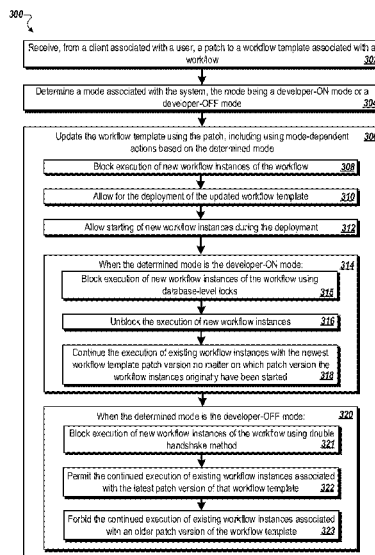 300
Receive, from a client associated with a user, a patch to a workflow template associated with a
workflow
302
Determine a mode associated with the system, the mode being a developer-ON mode or a
developer-OFF mode
304
Update the workflow template using the patch, including using mode-dependent
306
actions based on the determined mode
Block execution of new workflow instances of the workflow
308
Allow for the deployment of the updated workflow template
310
Allow starting of new workflow instances during the deployment
312
When the determined mode is the developer-ON mode:
314
Block execution of new workflow instances of the workflow using
database-level locks
315
Unblock the execution of new workflow instances
316
Continue the execution of existing workflow instances with the newest
workflow template patch version no matter on which patch version the
workflow instances originally have been started
318
When the determined mode is the developer-OFF mode:
320
Block execution of new workflow instances of the workflow using double
handshake method
321
Permit the continued execution of existing workflow instances associated
with the latest patch version of that workflow template
322
Forbid the continued execution of existing workflow instances associated
with an older patch version of the workflow template
323